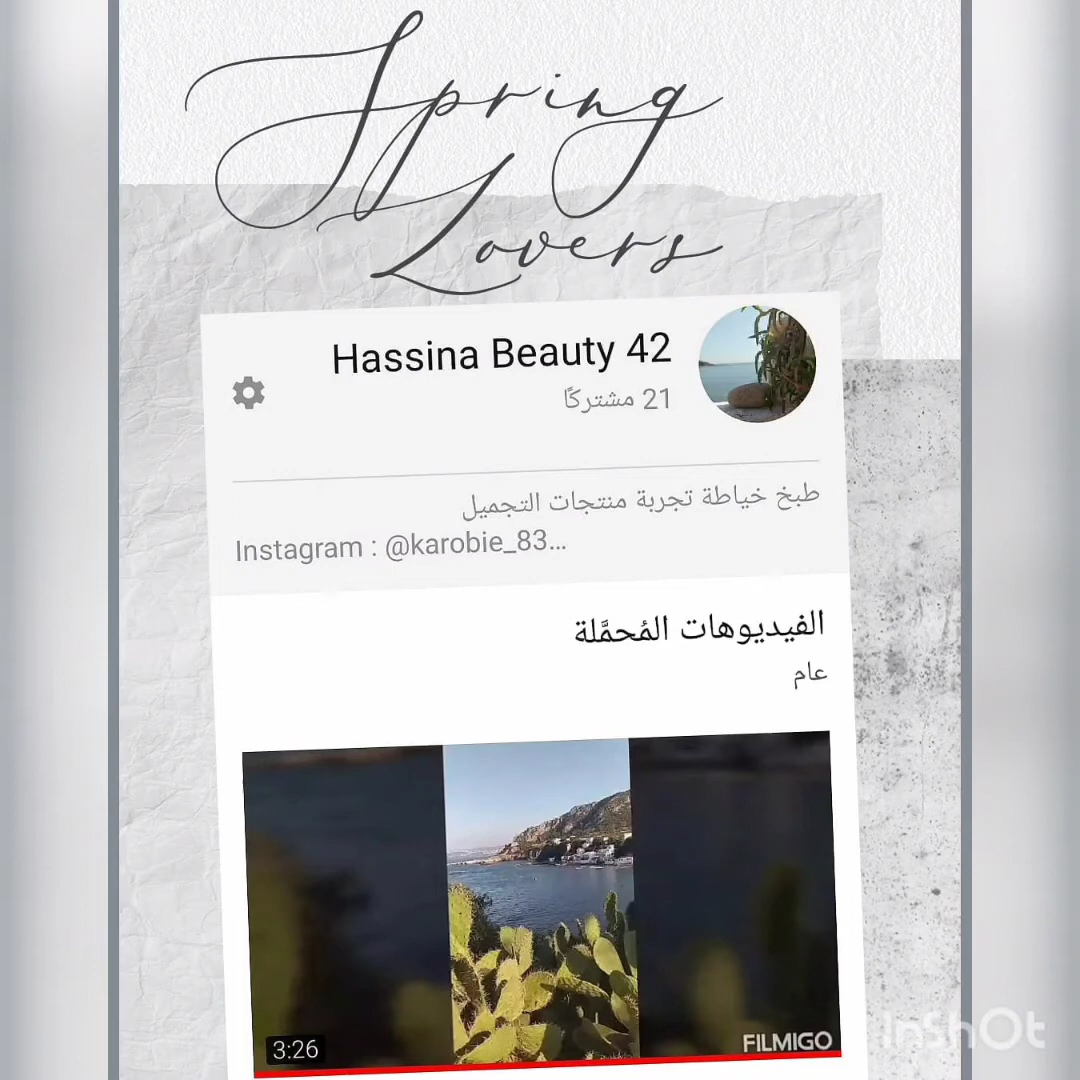 Spring
Lovers
Hassina Beauty 42
21 مشتركًا
طبخ خياطة تجربة منتجات التجميل
Instagram : @karobie_83...
الفيديوهات المُحمَّلة
عام
3:26
FILMIGO
InShOt